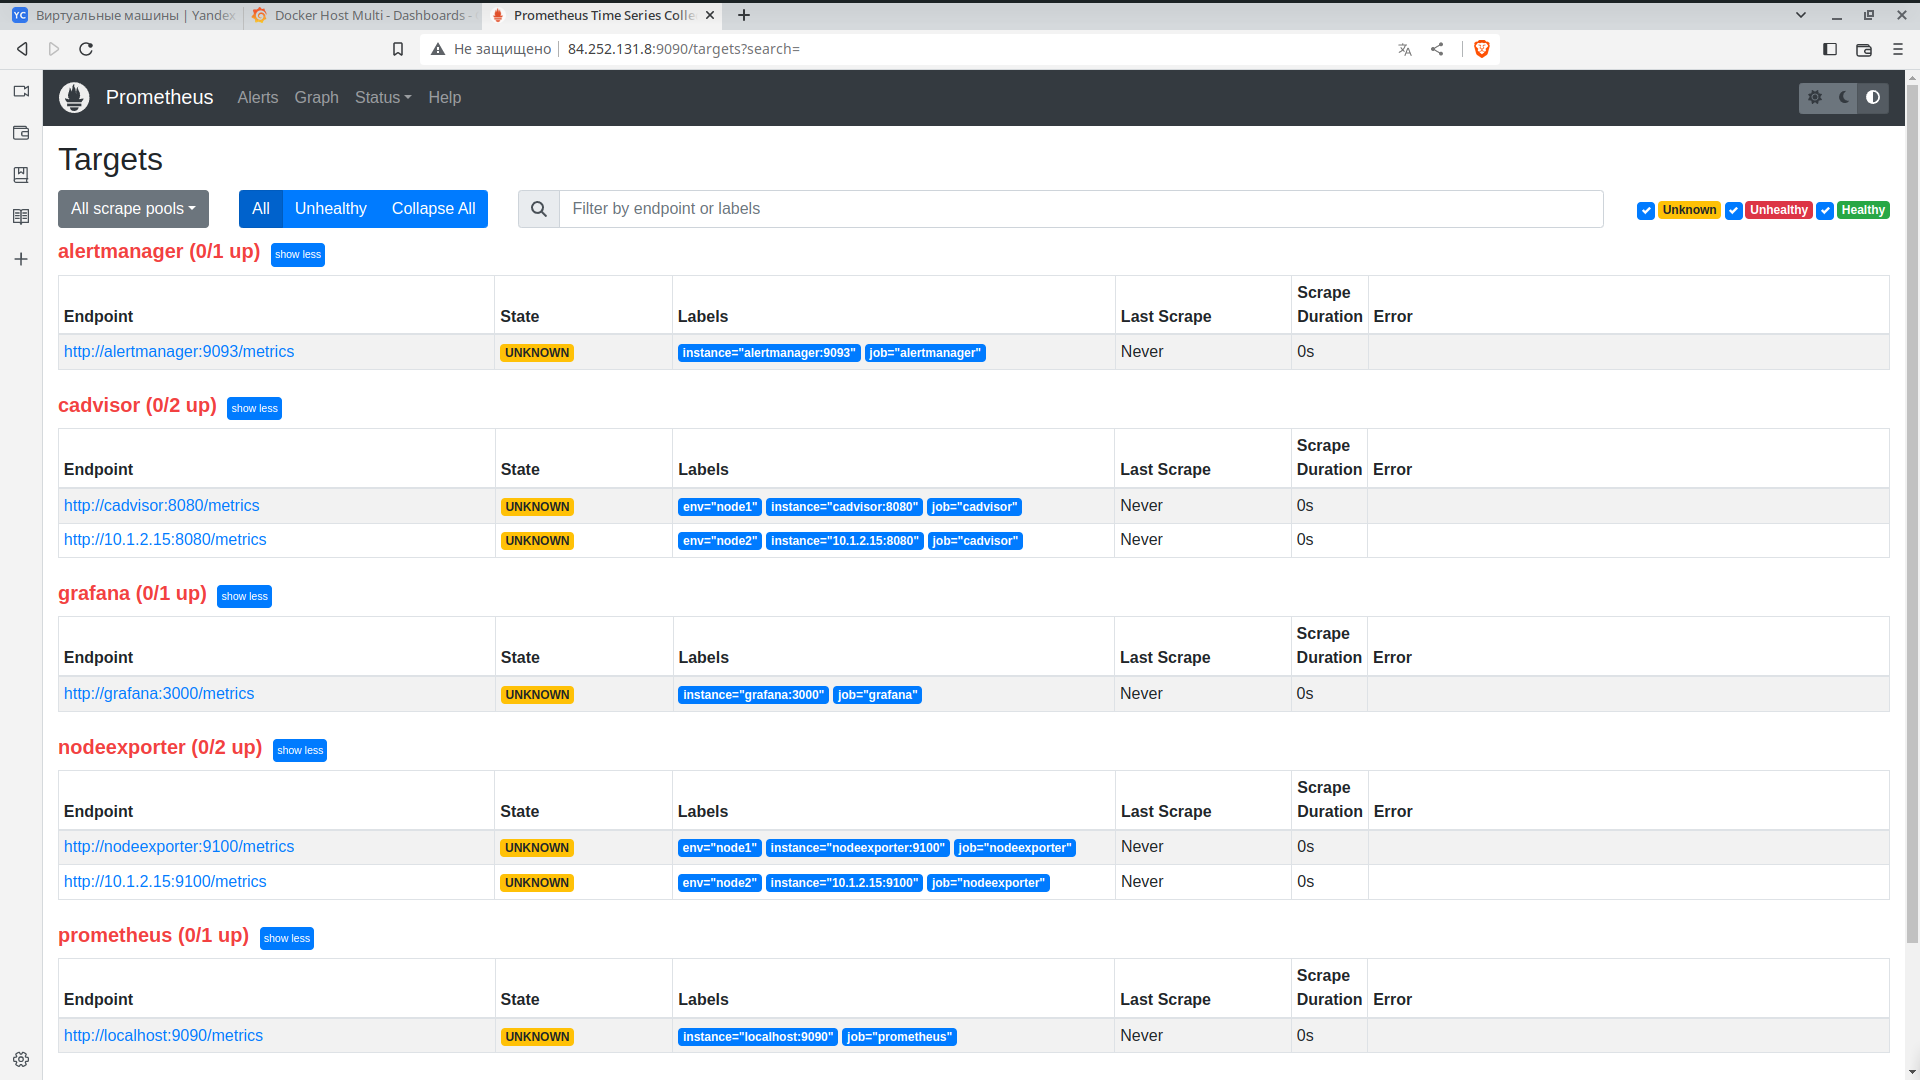 YC Виртуальные машины | Yandex
Docker Host Multi - Dashboards -
Prometheus Time Series Colle
Не защищено 84.252.131.8:9090/targets?search=
Prometheus Alerts Graph Status Help
Targets
All scrape pools All Unhealthy Collapse All Filter by endpoint or labels Unknown Unhealthy Healthy
alertmanager (0/1 up) show less
Endpoint State Labels Last Scrape Scrape Duration Error
http://alertmanager:9093/metrics UNKNOWN instance="alertmanager:9093" job="alertmanager" Never 0s
cadvisor (0/2 up) show less
Endpoint State Labels Last Scrape Scrape Duration Error
http://cadvisor:8080/metrics UNKNOWN env="node1" instance="cadvisor:8080" job="cadvisor" Never 0s
http://10.1.2.15:8080/metrics UNKNOWN env="node2" instance="10.1.2.15:8080" job="cadvisor" Never 0s
grafana (0/1 up) show less
Endpoint State Labels Last Scrape Scrape Duration Error
http://grafana:3000/metrics UNKNOWN instance="grafana:3000" job="grafana" Never 0s
nodeexporter (0/2 up) show less
Endpoint State Labels Last Scrape Scrape Duration Error
http://nodeexporter:9100/metrics UNKNOWN env="node1" instance="nodeexporter:9100" job="nodeexporter" Never 0s
http://10.1.2.15:9100/metrics UNKNOWN env="node2" instance="10.1.2.15:9100" job="nodeexporter" Never 0s
prometheus (0/1 up) show less
Endpoint State Labels Last Scrape Scrape Duration Error
http://localhost:9090/metrics UNKNOWN instance="localhost:9090" job="prometheus" Never 0s